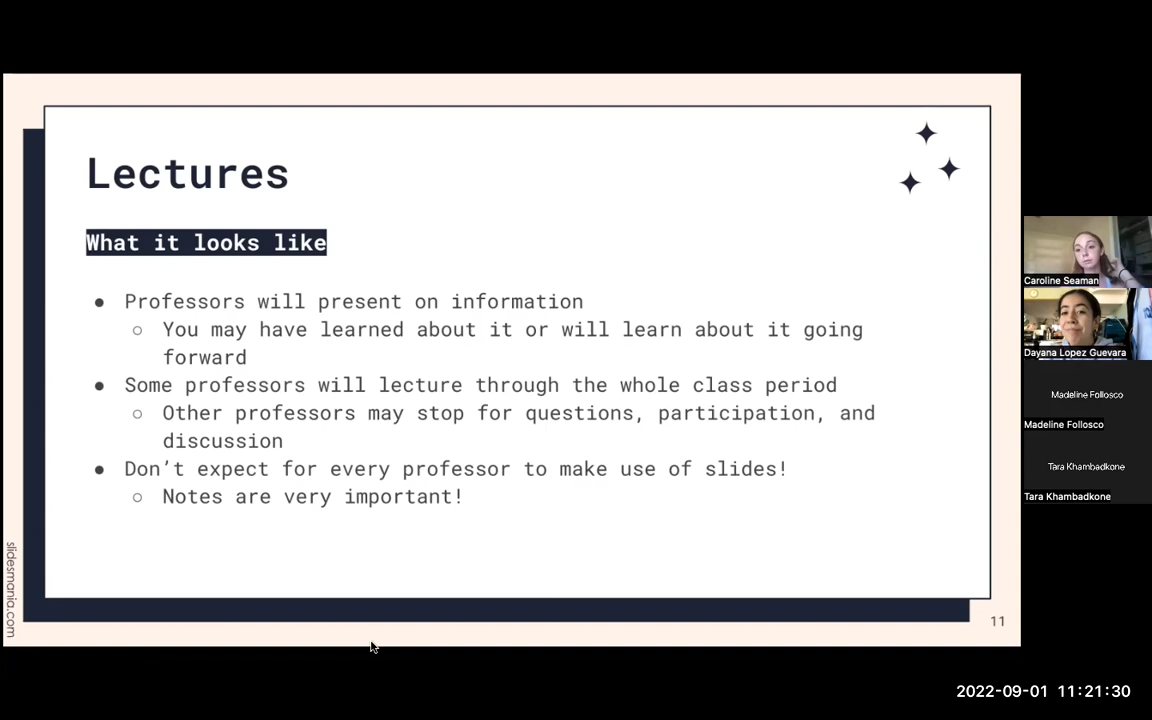 Lectures
What it looks like
● Professors will present on information
○ You may have learned about it or will learn about it going
forward
● Some professors will lecture through the whole class period
○ Other professors may stop for questions, participation, and
discussion
● Don’t expect for every professor to make use of slides!
○ Notes are very important!
slidesmania.com
11
Caroline Seaman
Dayana Lopez Guevara
Madeline Follosco
Madeline Follosco
Tara Khambadkone
Tara Khambadkone
2022-09-01 11:21:30